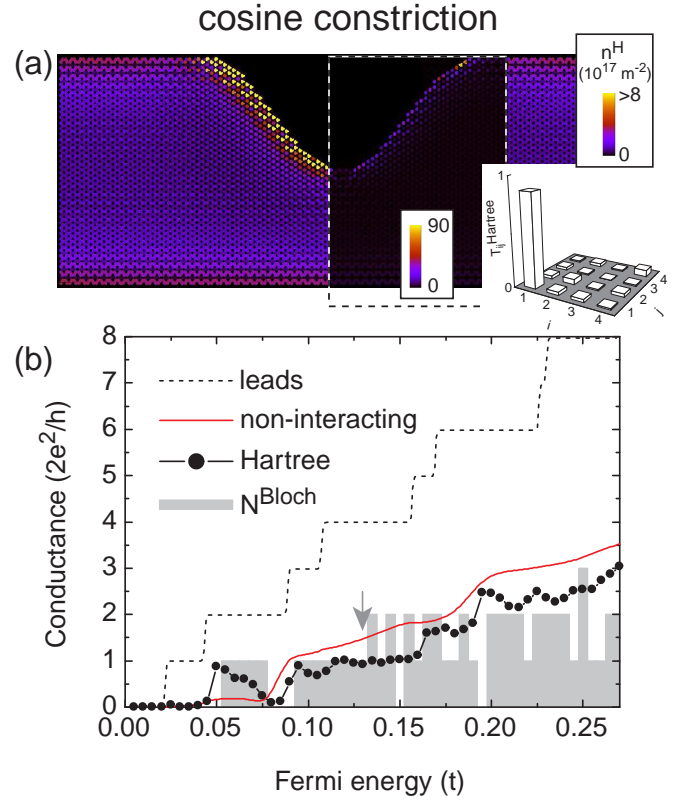 cosine constriction
(a)
n^H
(10^17 m^-2)
>8
0
90
0
1
T_ij Hartree
0
1
2
3
4
i
1
2
3
4
j
(b)
8
7
6
5
4
3
2
1
0
Conductance (2e^2/h)
leads
non-interacting
Hartree
N^Bloch
0.00
0.05
0.10
0.15
0.20
0.25
Fermi energy (t)